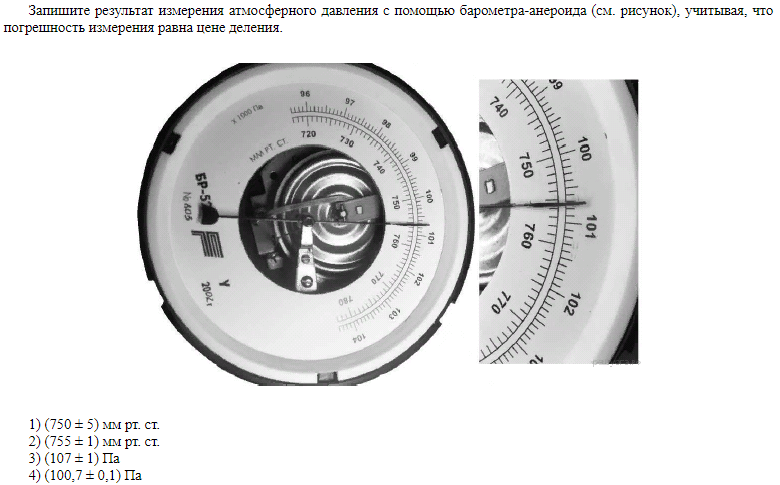 Запишите результат измерения атмосферного давления с помощью барометра-анероида (см. рисунок), учитывая, что
погрешность измерения равна цене деления.
96 97 98 99 100 101 102 103 104
X 1000 Па
720 730 740 750 760 770 780
ММ РТ. СТ.
БР-52
№805
У
200 г
99 100 101 102
740 750 760 770
1) (750 ± 5) мм рт. ст.
2) (755 ± 1) мм рт. ст.
3) (107 ± 1) Па
4) (100,7 ± 0,1) Па